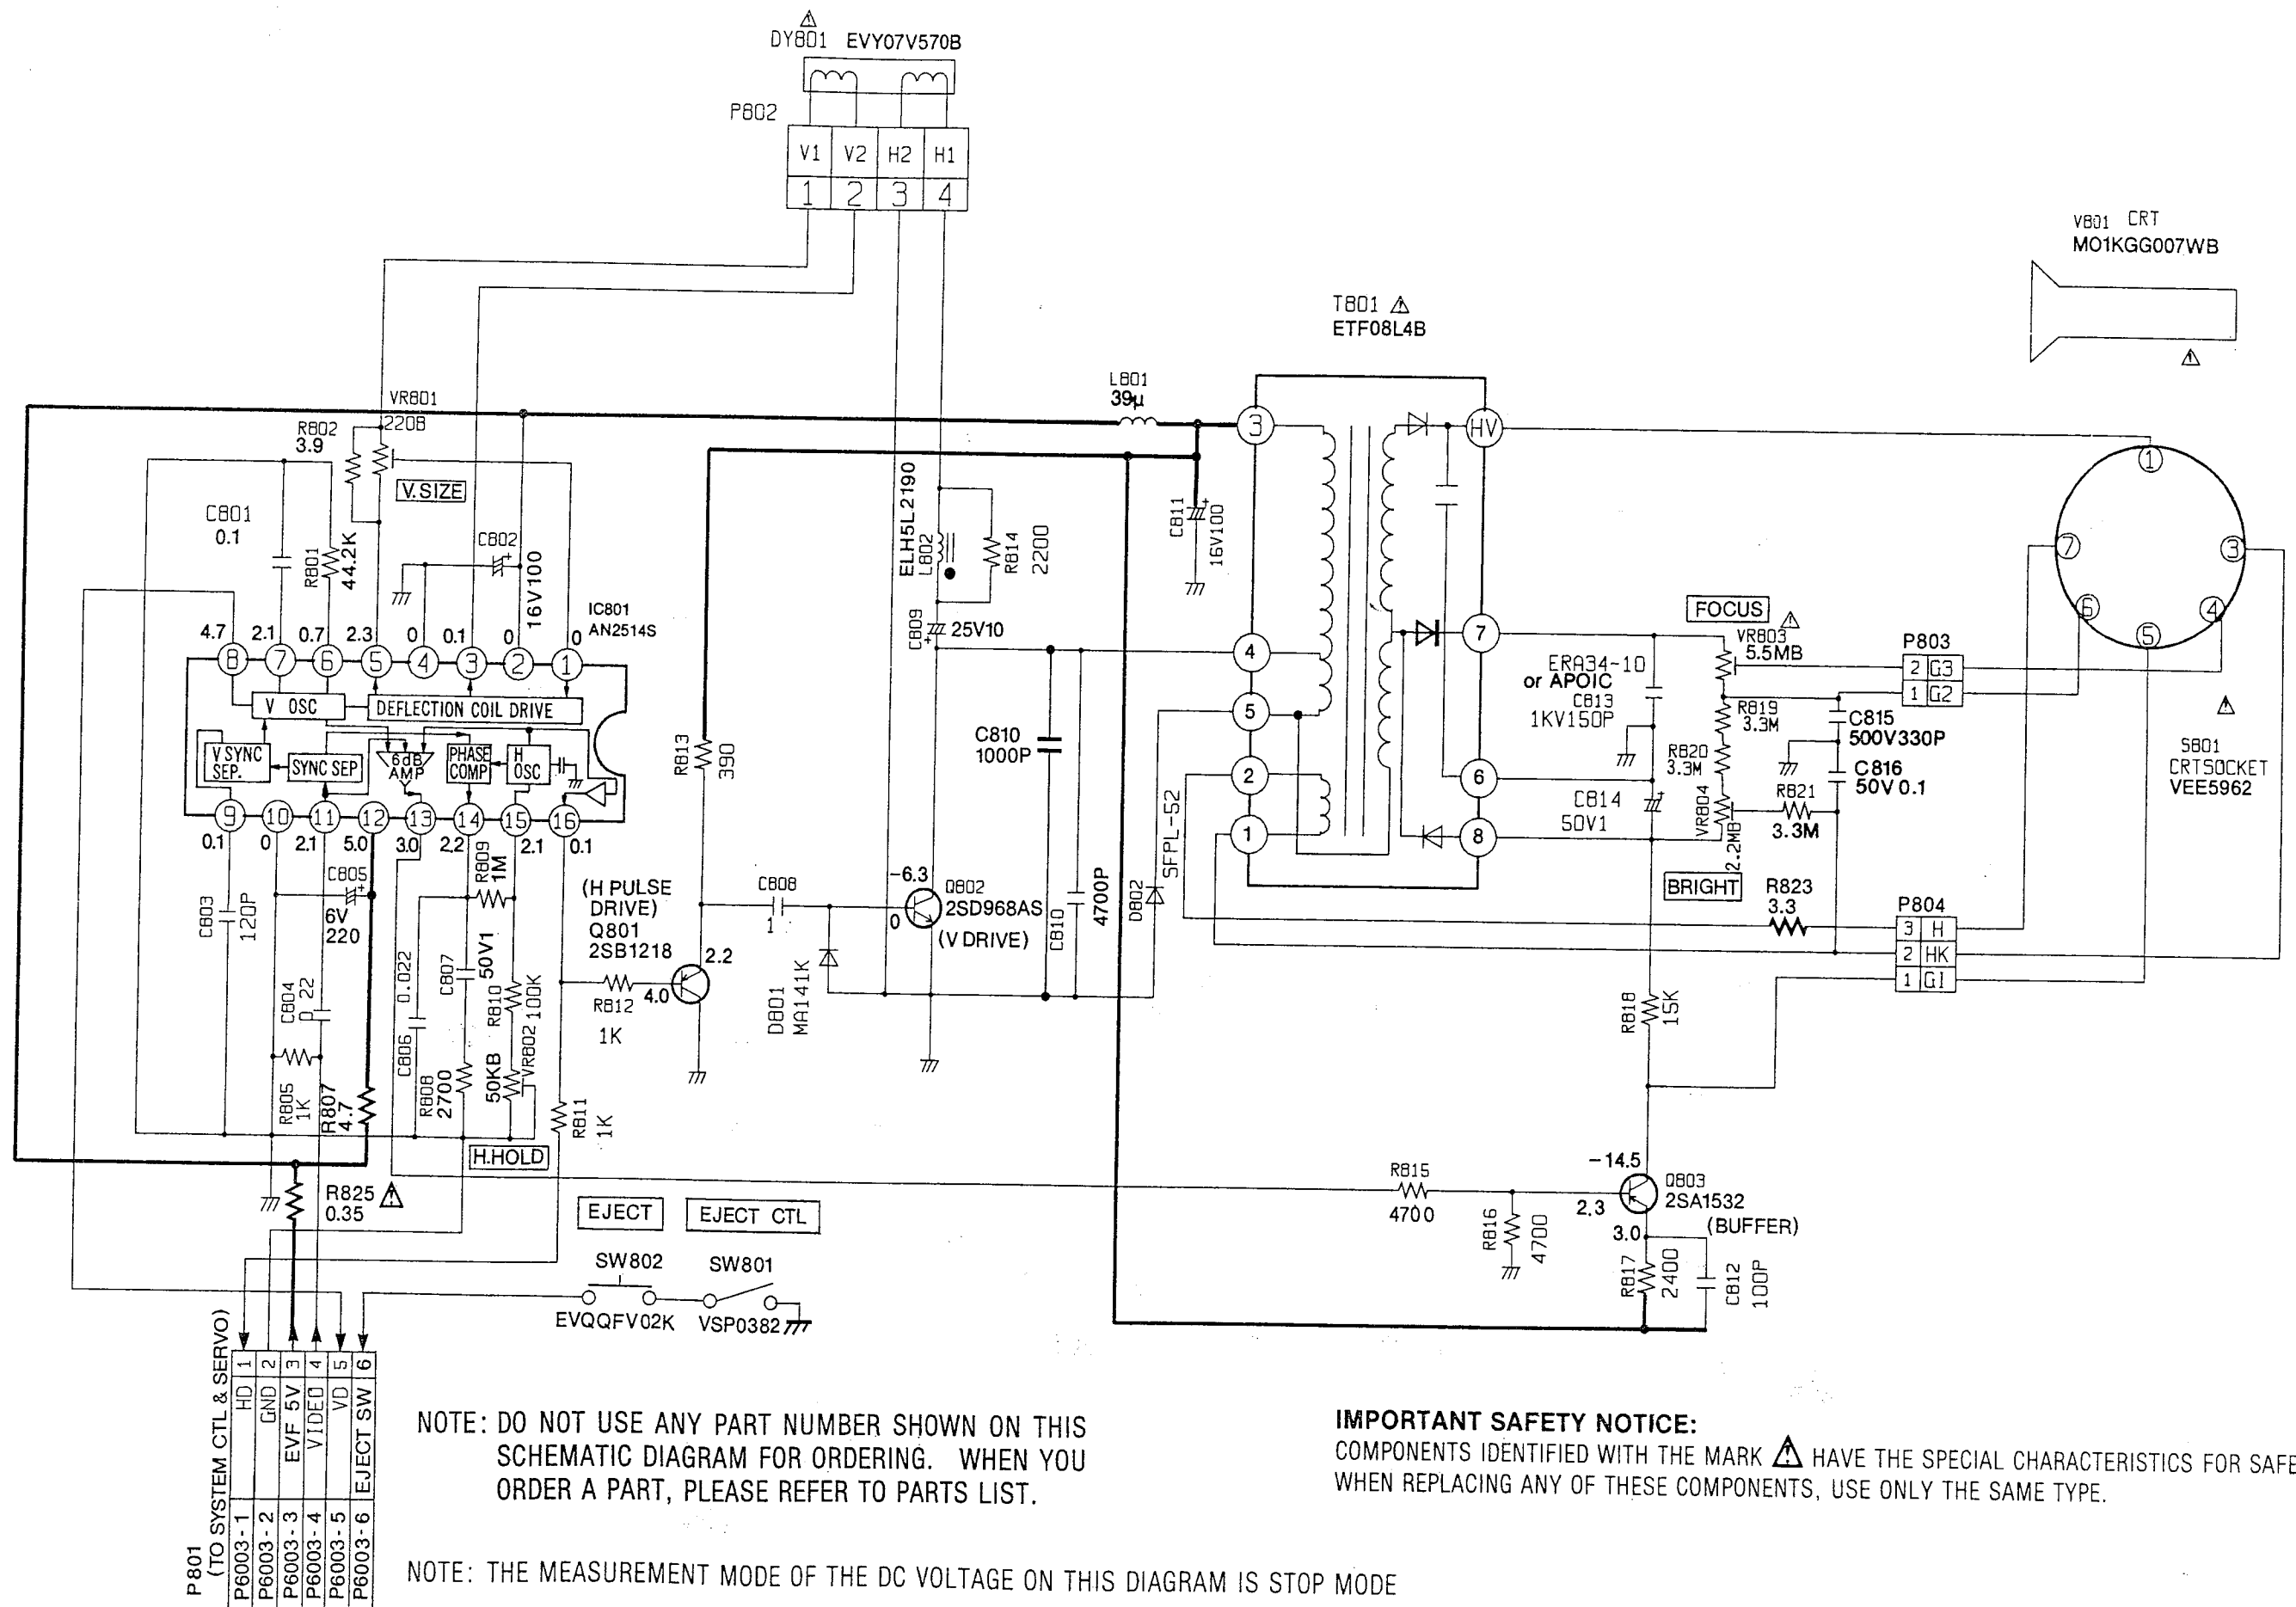 DY801 EVY07V570B
P802
V1 V2 H2 H1
1 2 3 4
V801 CRT
M01KGG007WB
T801
ETF08L4B
L801
39µ
VR801
220B
R802
3.9
V.SIZE
C801
0.1
R801
44.2K
C802
16V100
IC801
AN2514S
4.7 2.1 0.7 2.3 0 0.1 0 0
8 7 6 5 4 3 2 1
V OSC
DEFLECTION COIL DRIVE
V SYNC
SEP.
SYNC SEP
6dB
AMP
PHASE
COMP
H
OSC
9 10 11 12 13 14 15 16
0.1 0 2.1 5.0 3.0 2.2 2.1 0.1
C803
120P
C805
6V
220
C804
R805
1K
R807
4.7
C806
0.022
R808
2700
C807
50V1
R809
1M
R810
100K
VR802
50KB
H.HOLD
R811
1K
(H PULSE
DRIVE)
Q801
2SB1218
2.2
4.0
R812
1K
R813
390
C808
1
D801
MA141K
-6.3
0
Q802
2SD968AS
(V DRIVE)
ELH5L2190
L802
R814
2200
C809
25V10
C810
1000P
C810
4700P
D802
SFPL-52
C811
16V100
3
4
5
2
1
HV
7
6
8
ERA34-10
or APOIC
C813
1KV150P
C814
50V1
FOCUS
VR803
5.5MB
R819
3.3M
R820
3.3M
VR804
2.2MB
BRIGHT
R821
3.3M
C815
500V330P
C816
50V 0.1
R823
3.3
P803
2 G3
1 G2
P804
3 H
2 HK
1 G1
1
7
3
6
4
5
S801
CRTSOCKET
VEE5962
R818
15K
-14.5
Q803
2SA1532
(BUFFER)
2.3
3.0
R815
4700
R816
4700
R817
2400
C812
100P
R825
0.35
EJECT
EJECT CTL
SW802
SW801
EVQQFV02K
VSP0382
P801
(TO SYSTEM CTL & SERVO)
P6003-1 HD 1
P6003-2 GND 2
P6003-3 EVF 5V 3
P6003-4 VIDEO 4
P6003-5 VD 5
P6003-6 EJECT SW 6
NOTE: DO NOT USE ANY PART NUMBER SHOWN ON THIS
SCHEMATIC DIAGRAM FOR ORDERING. WHEN YOU
ORDER A PART, PLEASE REFER TO PARTS LIST.
IMPORTANT SAFETY NOTICE:
COMPONENTS IDENTIFIED WITH THE MARK ⚠ HAVE THE SPECIAL CHARACTERISTICS FOR SAFE
WHEN REPLACING ANY OF THESE COMPONENTS, USE ONLY THE SAME TYPE.
NOTE: THE MEASUREMENT MODE OF THE DC VOLTAGE ON THIS DIAGRAM IS STOP MODE